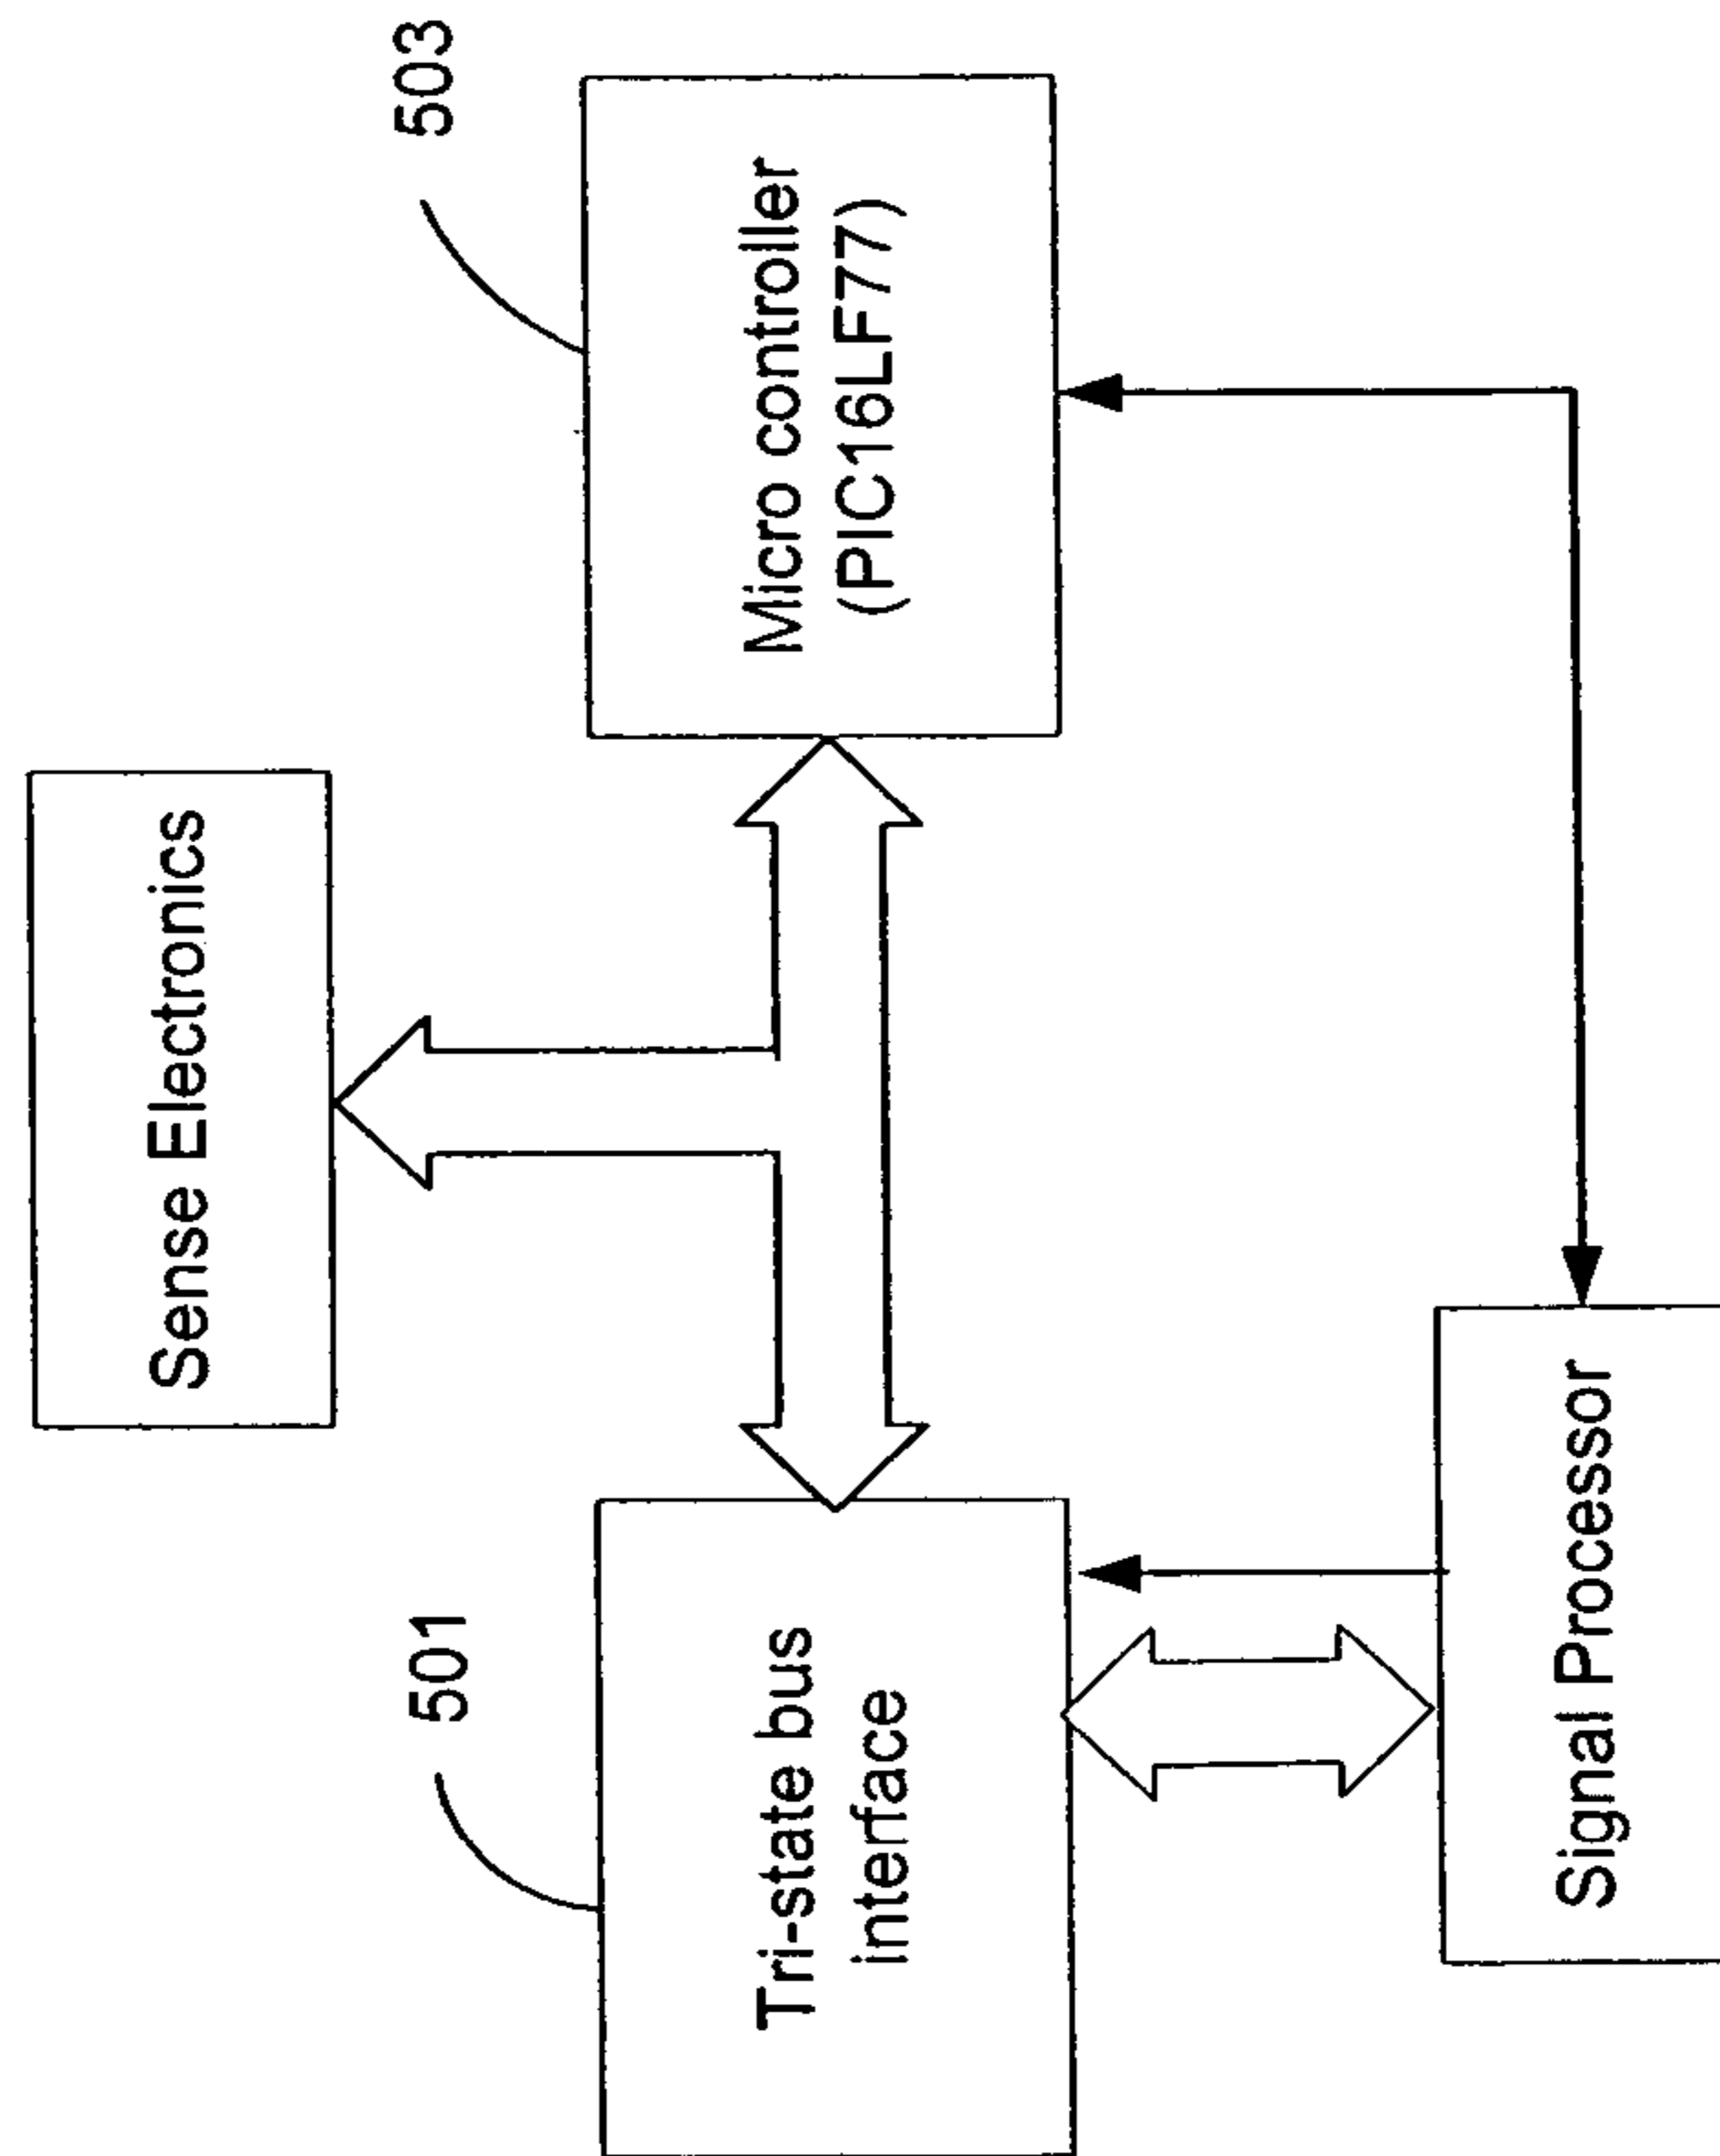 Sense Electronics
501
503
Tri-state bus
interface
Micro controller
(PIC16LF77)
Signal Processor